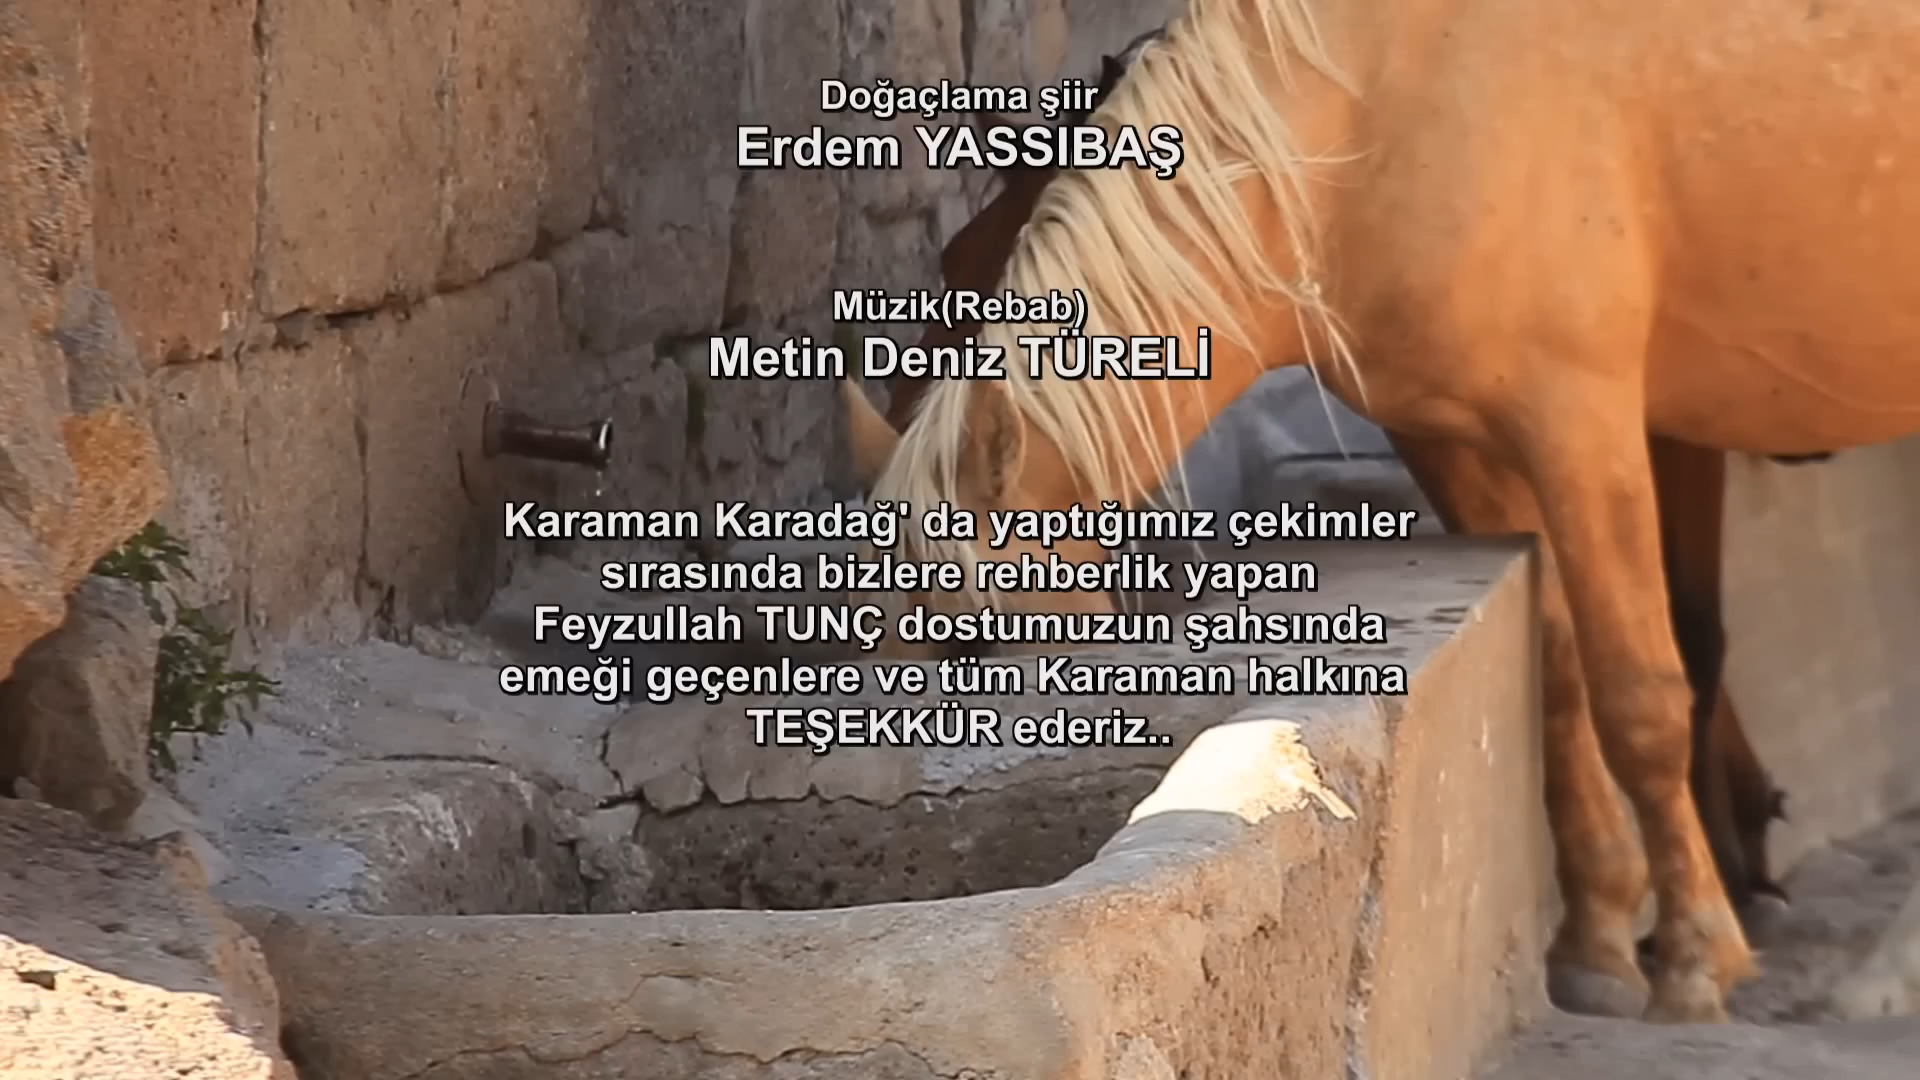 Doğaçlama şiir
Erdem YASSIBAŞ
Müzik(Rebab)
Metin Deniz TÜRELİ
Karaman Karadağ' da yaptığımız çekimler
sırasında bizlere rehberlik yapan
Feyzullah TUNÇ dostumuzun şahsında
emeği geçenlere ve tüm Karaman halkına
TEŞEKKÜR ederiz..